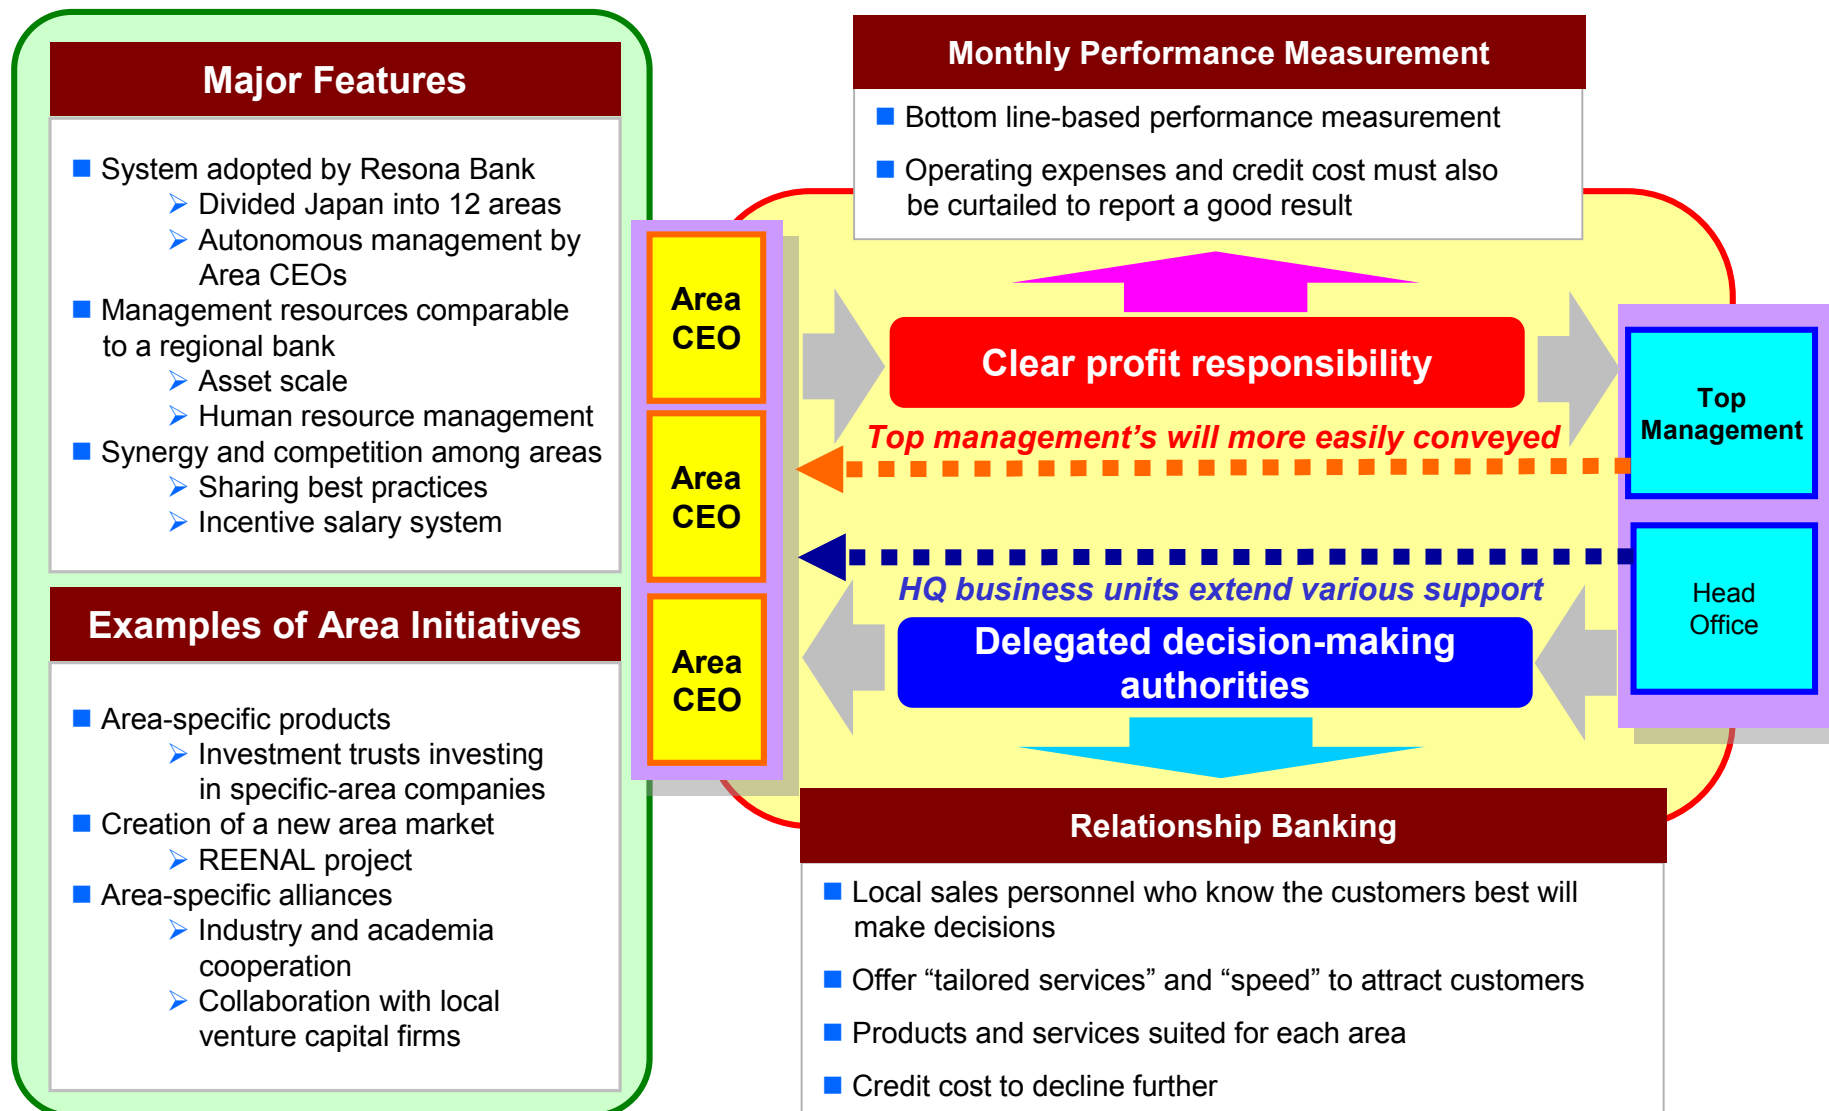 Major Features
System adopted by Resona Bank
Divided Japan into 12 areas
Autonomous management by
Area CEOs
Management resources comparable
to a regional bank
Asset scale
Human resource management
Synergy and competition among areas
Sharing best practices
Incentive salary system
Examples of Area Initiatives
Area-specific products
Investment trusts investing
in specific-area companies
Creation of a new area market
REENAL project
Area-specific alliances
Industry and academia
cooperation
Collaboration with local
venture capital firms
Area
CEO
Area
CEO
Area
CEO
Monthly Performance Measurement
Bottom line-based performance measurement
Operating expenses and credit cost must also
be curtailed to report a good result
Clear profit responsibility
Top management’s will more easily conveyed
HQ business units extend various support
Delegated decision-making
authorities
Top
Management
Head
Office
Relationship Banking
Local sales personnel who know the customers best will
make decisions
Offer “tailored services” and “speed” to attract customers
Products and services suited for each area
Credit cost to decline further